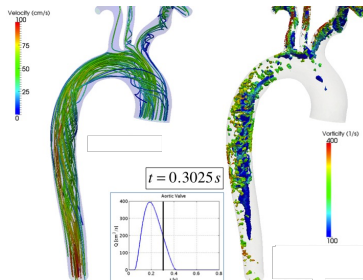 Velocity (cm/s)
100
75
50
25
0
Vorticity (1/s)
400
100
t = 0.3025 s
Aortic Valve
Q [cm³/s]
400
300
200
100
0
0 0.2 0.4 0.6 0.8
t [s]